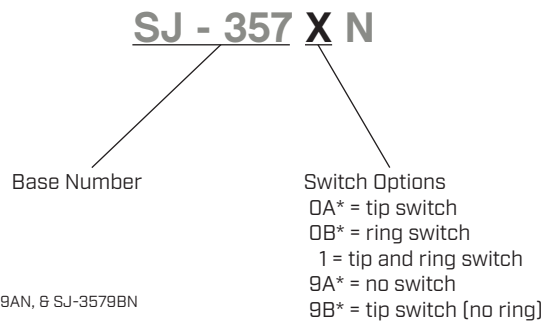 SJ - 357 X N
Base Number
Switch Options
0A* = tip switch
0B* = ring switch
1 = tip and ring switch
9A* = no switch
9B* = tip switch (no ring)
9AN, & SJ-3579BN